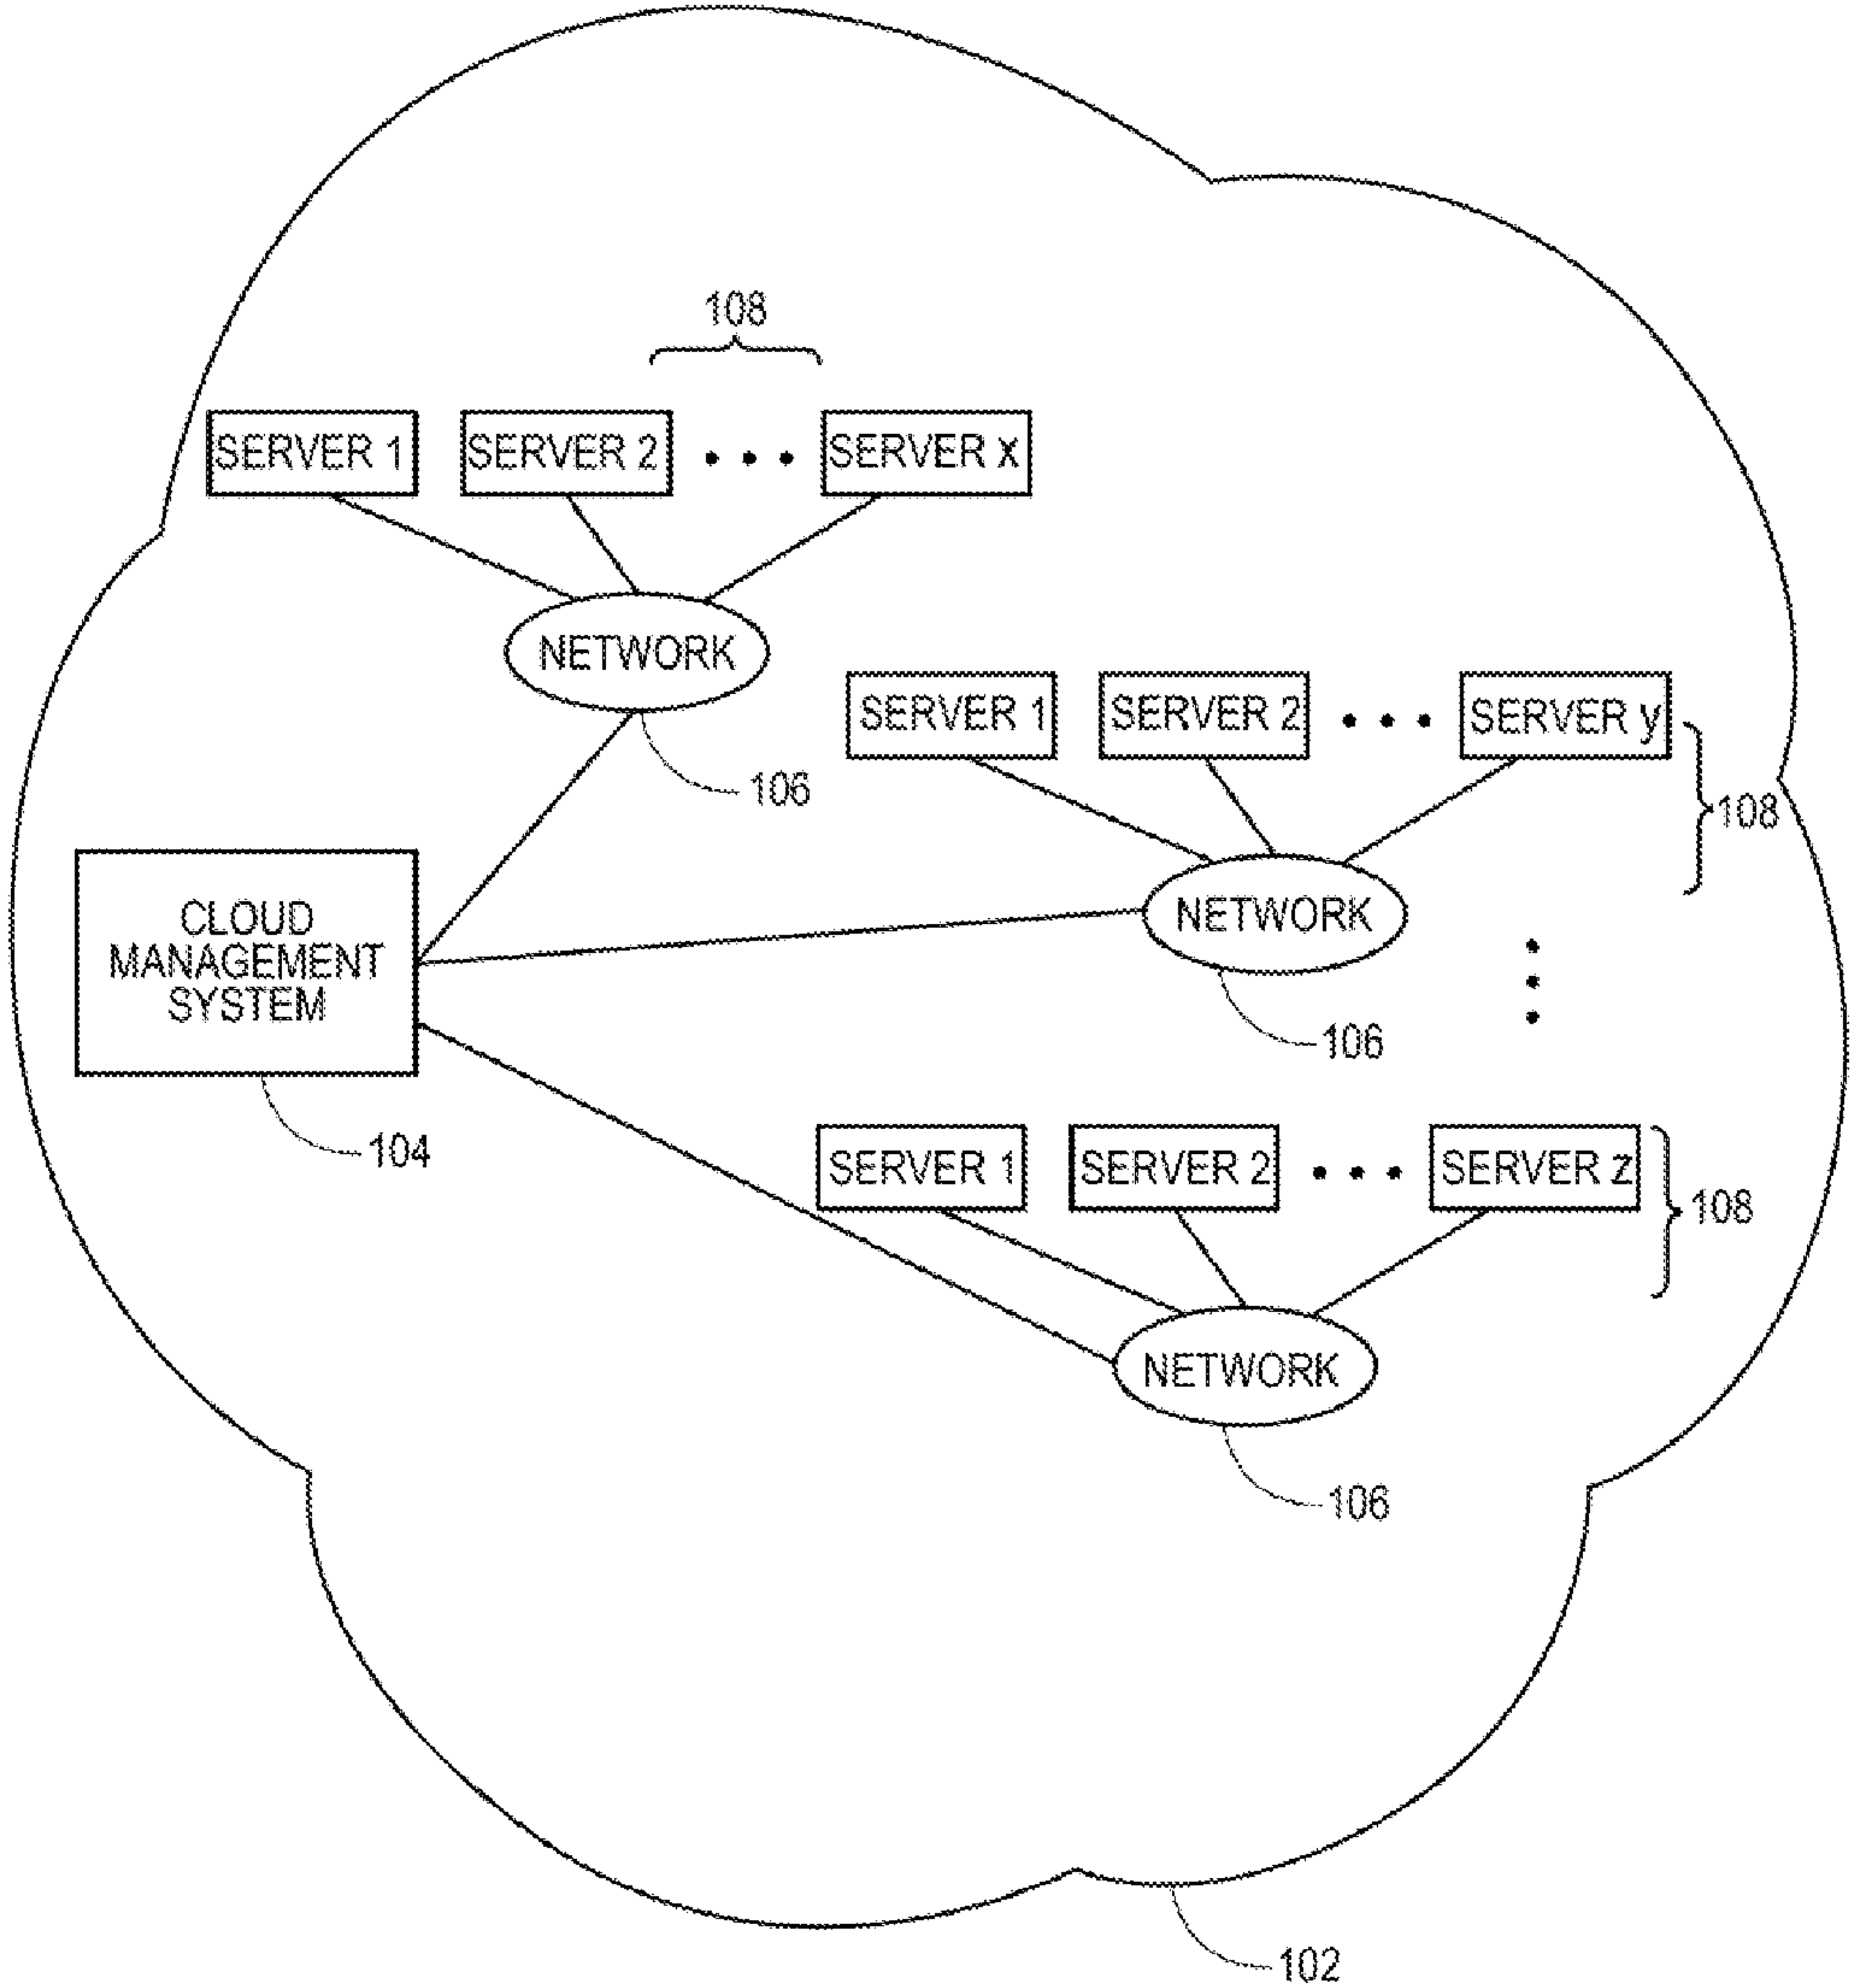 108
SERVER 1 SERVER 2 • • • SERVER x
NETWORK
106
SERVER 1 SERVER 2 • • • SERVER y
108
NETWORK
106
CLOUD
MANAGEMENT
SYSTEM
104
SERVER 1 SERVER 2 • • • SERVER z
108
NETWORK
106
102